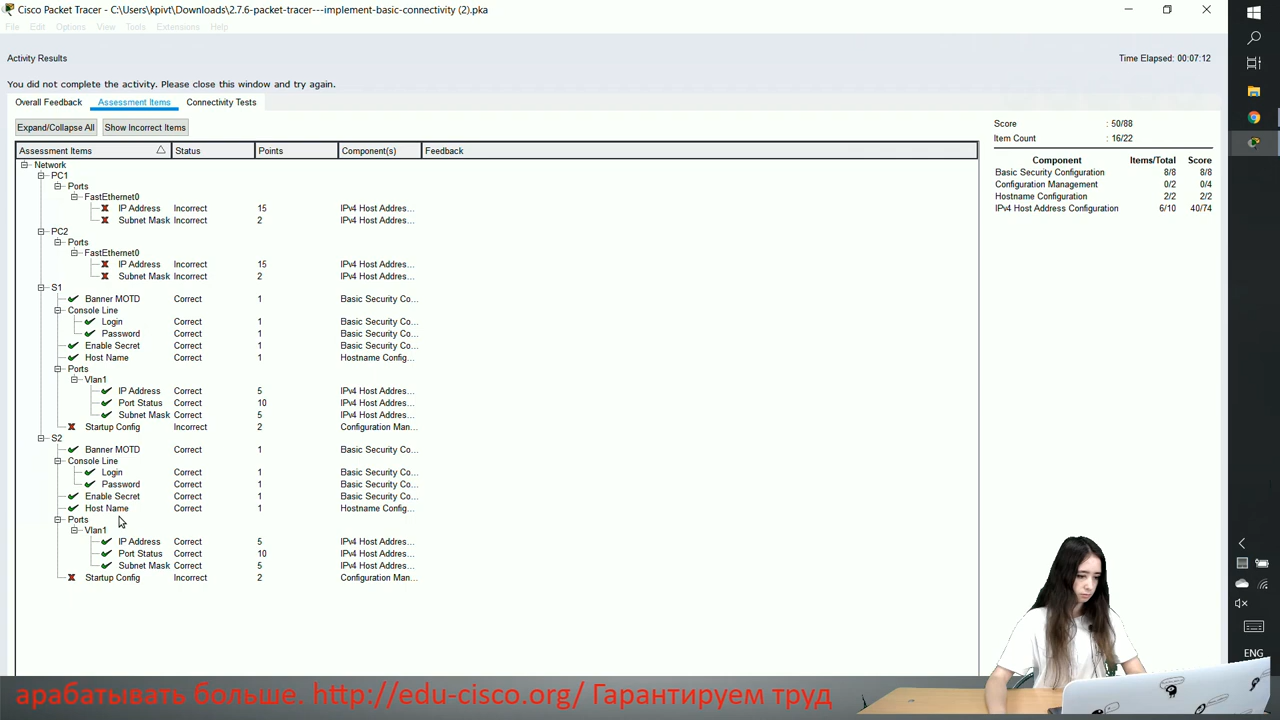 Cisco Packet Tracer - C:\Users\kpivt\Downloads\2.7.6-packet-tracer---implement-basic-connectivity (2).pka
File Edit Options View Tools Extensions Help
Activity Results
Time Elapsed: 00:07:12
You did not complete the activity. Please close this window and try again.
Overall Feedback Assessment Items Connectivity Tests
Expand/Collapse All Show Incorrect Items
Assessment Items Status Points Component(s) Feedback
Network
PC1
Ports
FastEthernet0
IP Address Incorrect 15 IPv4 Host Addres...
Subnet Mask Incorrect 2 IPv4 Host Addres...
PC2
Ports
FastEthernet0
IP Address Incorrect 15 IPv4 Host Addres...
Subnet Mask Incorrect 2 IPv4 Host Addres...
S1
Banner MOTD Correct 1 Basic Security Co...
Console Line
Login Correct 1 Basic Security Co...
Password Correct 1 Basic Security Co...
Enable Secret Correct 1 Basic Security Co...
Host Name Correct 1 Hostname Config...
Ports
Vlan1
IP Address Correct 5 IPv4 Host Addres...
Port Status Correct 10 IPv4 Host Addres...
Subnet Mask Correct 5 IPv4 Host Addres...
Startup Config Incorrect 2 Configuration Man...
S2
Banner MOTD Correct 1 Basic Security Co...
Console Line
Login Correct 1 Basic Security Co...
Password Correct 1 Basic Security Co...
Enable Secret Correct 1 Basic Security Co...
Host Name Correct 1 Hostname Config...
Ports
Vlan1
IP Address Correct 5 IPv4 Host Addres...
Port Status Correct 10 IPv4 Host Addres...
Subnet Mask Correct 5 IPv4 Host Addres...
Startup Config Incorrect 2 Configuration Man...
Score : 50/88
Item Count : 16/22
Component Items/Total Score
Basic Security Configuration 8/8 8/8
Configuration Management 0/2 0/4
Hostname Configuration 2/2 2/2
IPv4 Host Address Configuration 6/10 40/74
ENG
арабатывать больше. http://edu-cisco.org/ Гарантируем труд